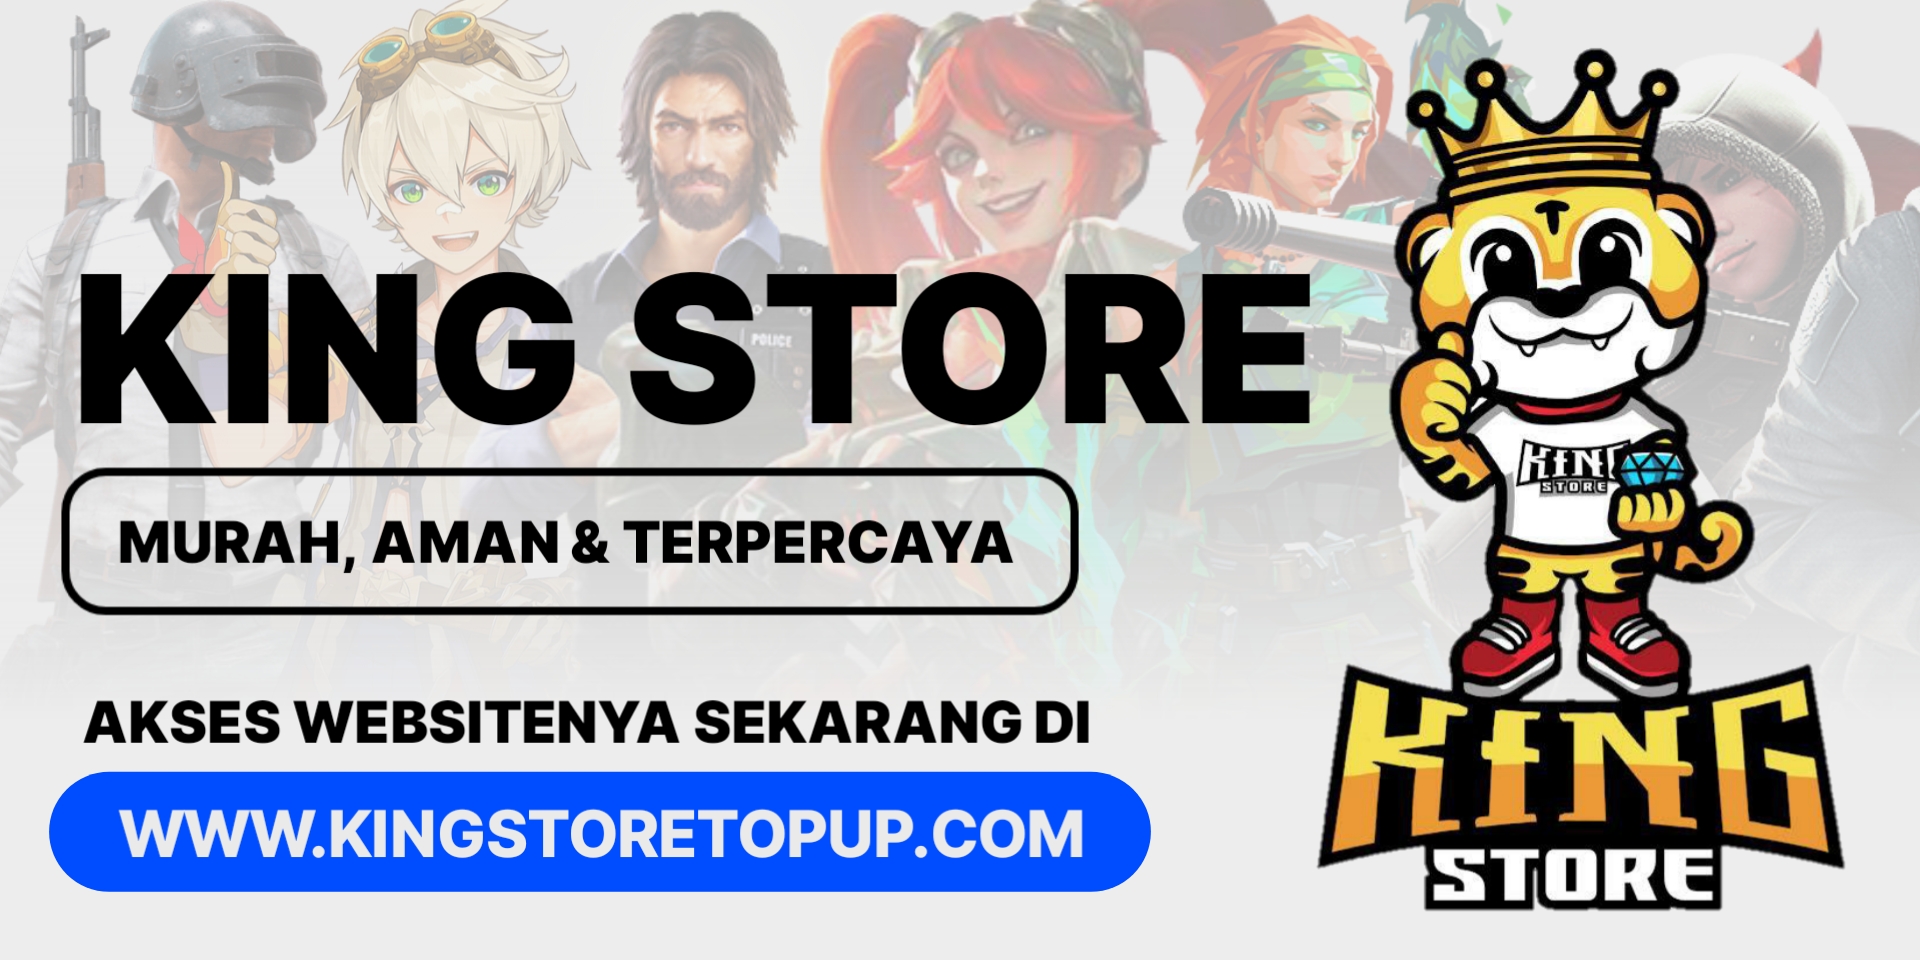 POLICE
KING STORE
MURAH, AMAN & TERPERCAYA
AKSES WEBSITENYA SEKARANG DI
WWW.KINGSTORETOPUP.COM
KING
STORE
KING
STORE